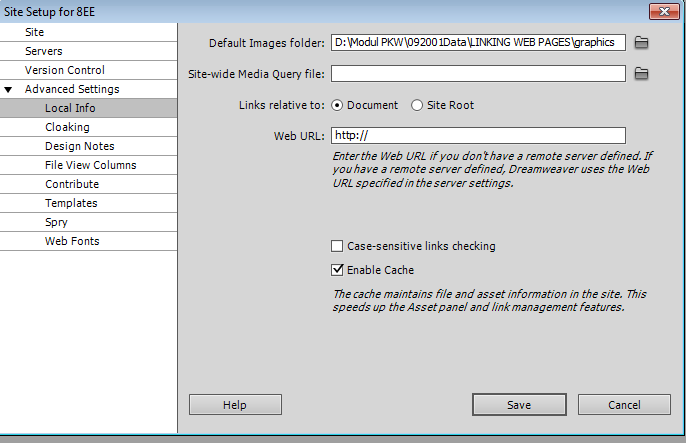 Site Setup for 8EE
Site
Servers
Version Control
Advanced Settings
Local Info
Cloaking
Design Notes
File View Columns
Contribute
Templates
Spry
Web Fonts
Default Images folder: D:\Modul PKW\092001Data\LINKING WEB PAGES\graphics
Site-wide Media Query file:
Links relative to: Document Site Root
Web URL: http://
Enter the Web URL if you don't have a remote server defined. If
you have a remote server defined, Dreamweaver uses the Web
URL specified in the server settings.
Case-sensitive links checking
Enable Cache
The cache maintains file and asset information in the site. This
speeds up the Asset panel and link management features.
Help Save Cancel